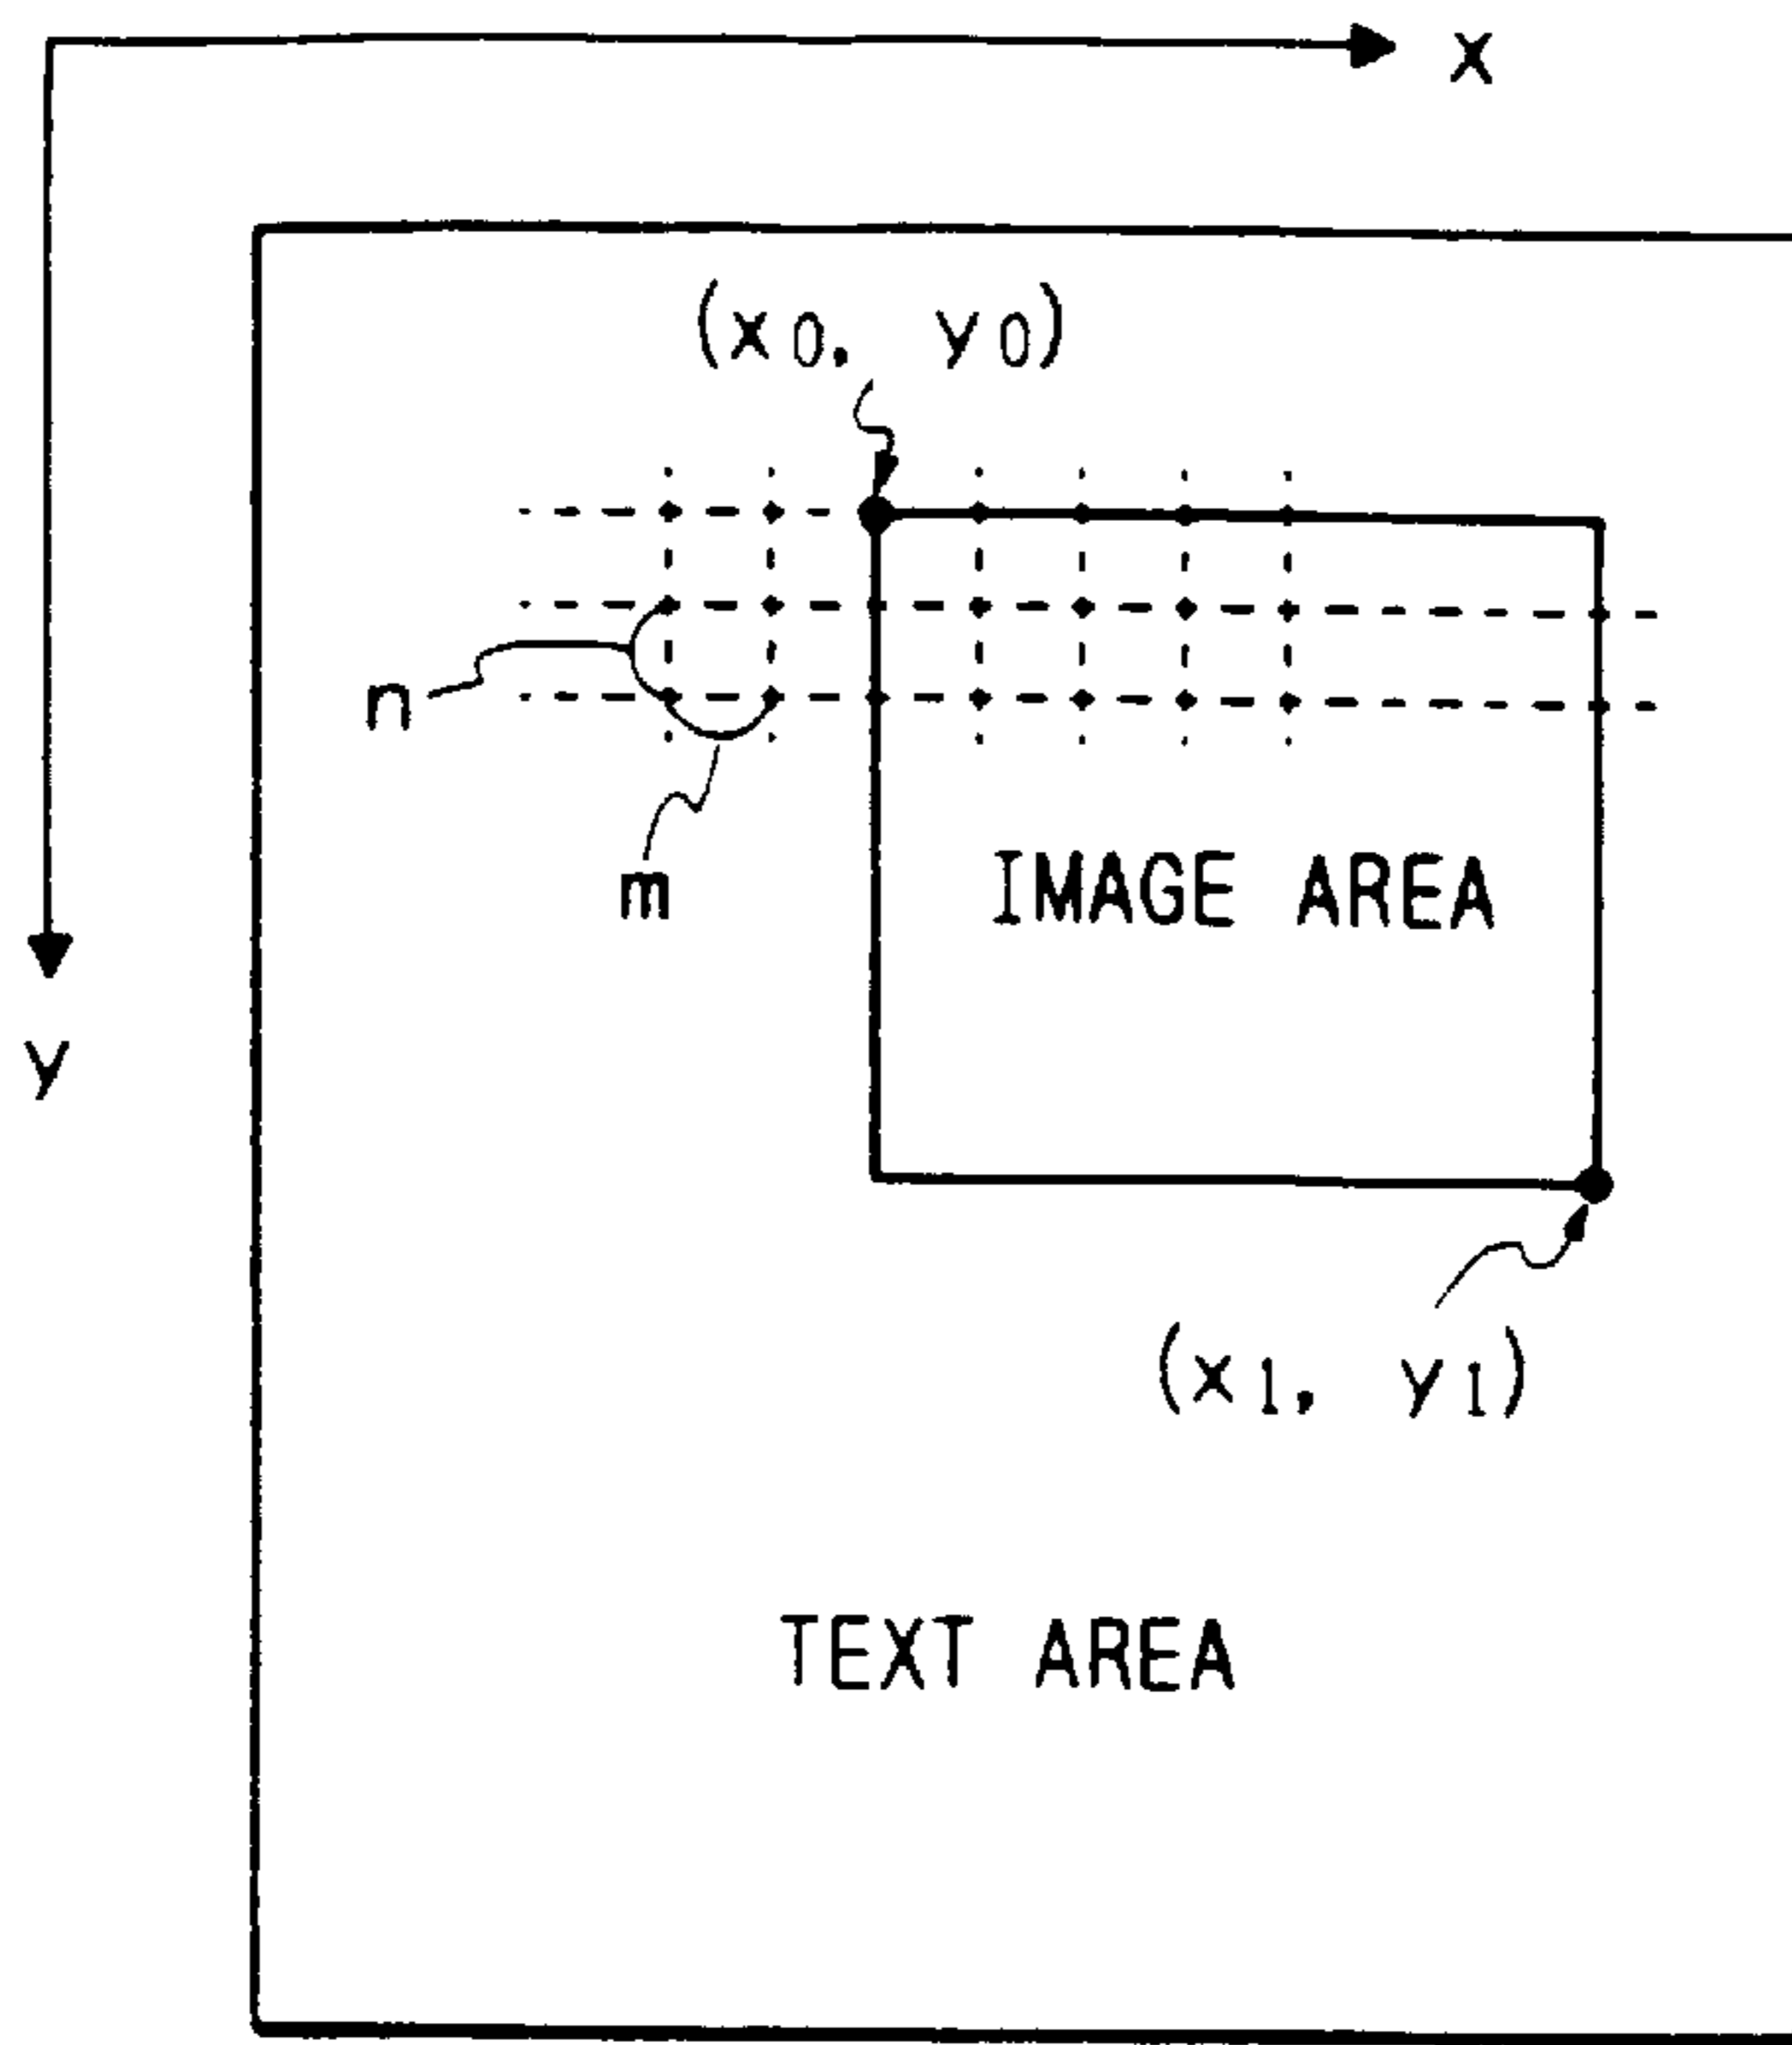 x
(x0, y0)
n
m
IMAGE AREA
y
(x1, y1)
TEXT AREA